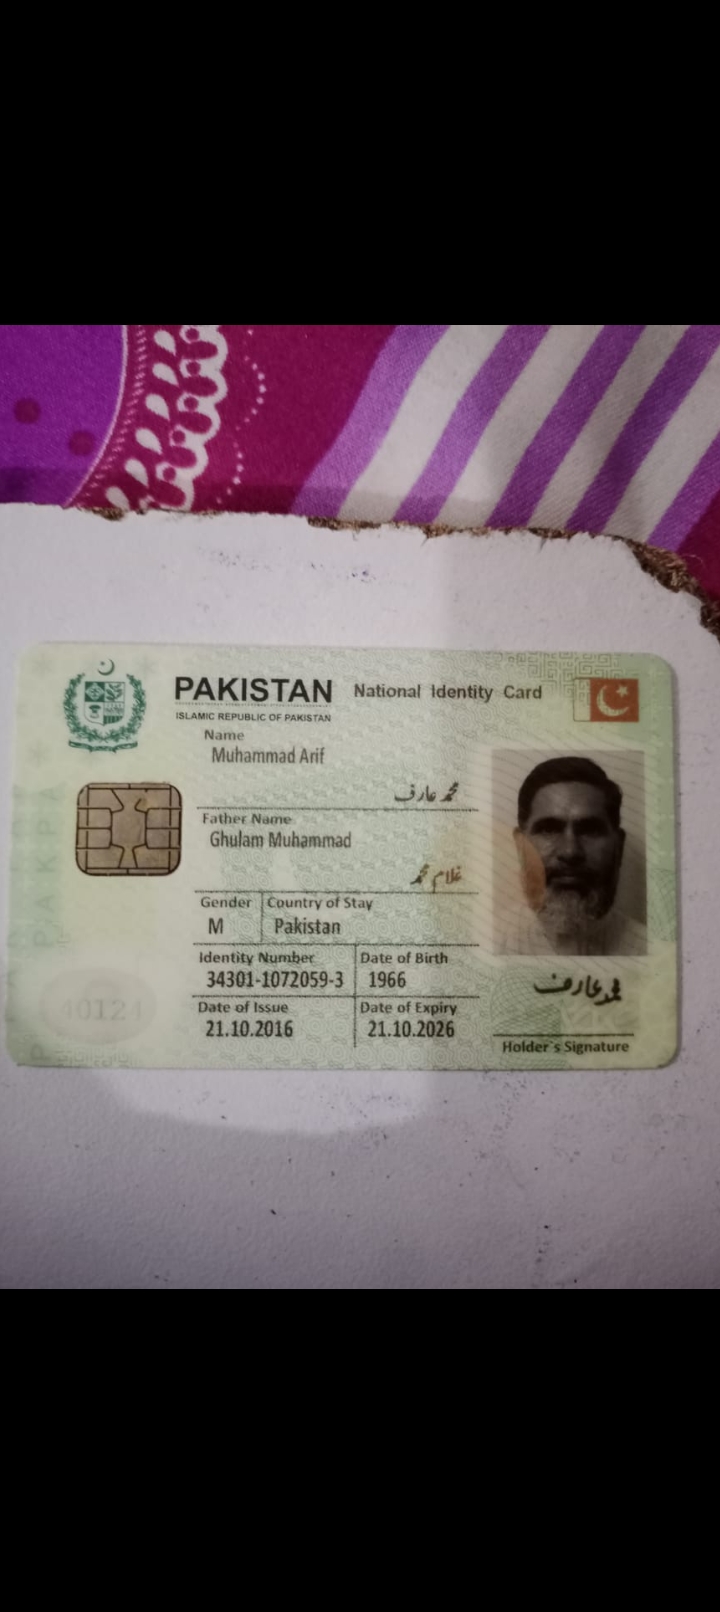 PAKISTAN National Identity Card
ISLAMIC REPUBLIC OF PAKISTAN
Name
Muhammad Arif
محمد عارف
Father Name
Ghulam Muhammad
غلام محمد
Gender Country of Stay
M Pakistan
Identity Number Date of Birth
34301-1072059-3 1966
Date of Issue Date of Expiry
21.10.2016 21.10.2026
محمد عارف
Holder's Signature